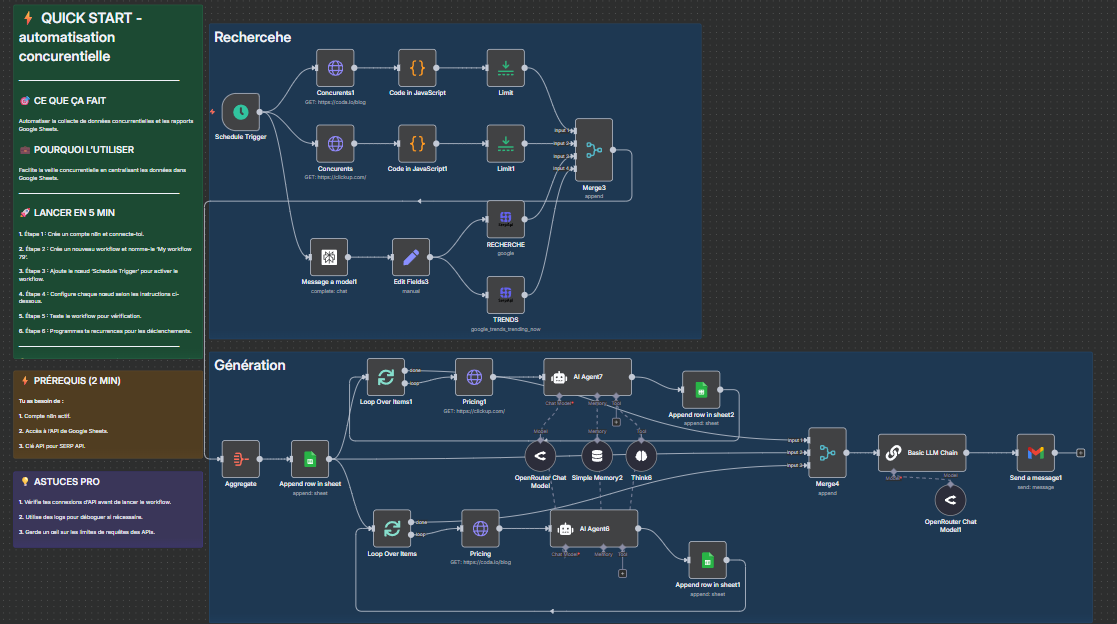 ⚡ QUICK START -
automatisation
concurentielle
🎯 CE QUE ÇA FAIT
Automatiser la collecte de données concurrentielles et les rapports
Google Sheets.
💼 POURQUOI L'UTILISER
Facilite la veille concurrentielle en centralisant les données dans
Google Sheets.
🚀 LANCER EN 5 MIN
1. Étape 1 : Crée un compte n8n et connecte-toi.
2. Étape 2 : Crée un nouveau workflow et nomme-le 'My workflow
79'.
3. Étape 3 : Ajoute le nœud 'Schedule Trigger' pour activer le
workflow.
4. Étape 4 : Configure chaque nœud selon les instructions ci-
dessous.
5. Étape 5 : Teste le workflow pour vérification.
6. Étape 6 : Programmes ta recurrences pour les déclenchements.
⚡ PRÉREQUIS (2 MIN)
Tu as besoin de :
1. Compte n8n actif.
2. Accès à l'API de Google Sheets.
3. Clé API pour SERP API.
💡 ASTUCES PRO
1. Vérifie tes connexions d'API avant de lancer le workflow.
2. Utilise des logs pour déboguer si nécessaire.
3. Garde un œil sur les limites de requêtes des APIs.
Recherchehe
Schedule Trigger
Concurents1
GET: https://coda.io/blog
Code in JavaScript
Limit
Concurents
GET: https://clickup.com/
Code in JavaScript1
Limit1
Input 1
Input 2
Input 3
Input 4
Merge3
append
RECHERCHE
google
Message a model1
complete: chat
Edit Fields3
manual
TRENDS
google_trends_trending_now
Génération
Aggregate
Append row in sheet
append: sheet
done
loop
Loop Over Items1
Pricing1
GET: https://clickup.com/
AI Agent7
Chat Model*
Memory
Tool
Append row in sheet2
append: sheet
Model
Memory
Tool
OpenRouter Chat
Model
Simple Memory2
Think6
Input 1
Input 2
Input 3
Merge4
append
Basic LLM Chain
Model*
Model
OpenRouter Chat
Model1
Send a message1
send: message
done
loop
Loop Over Items
Pricing
GET: https://coda.io/blog
AI Agent6
Chat Model*
Memory
Tool
Append row in sheet1
append: sheet